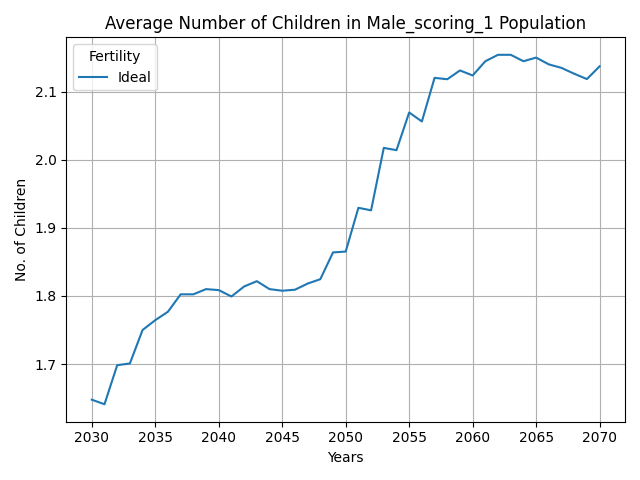 Average Number of Children in Male_scoring_1 Population
Fertility
Ideal
No. of Children
2.1
2.0
1.9
1.8
1.7
2030 2035 2040 2045 2050 2055 2060 2065 2070
Years